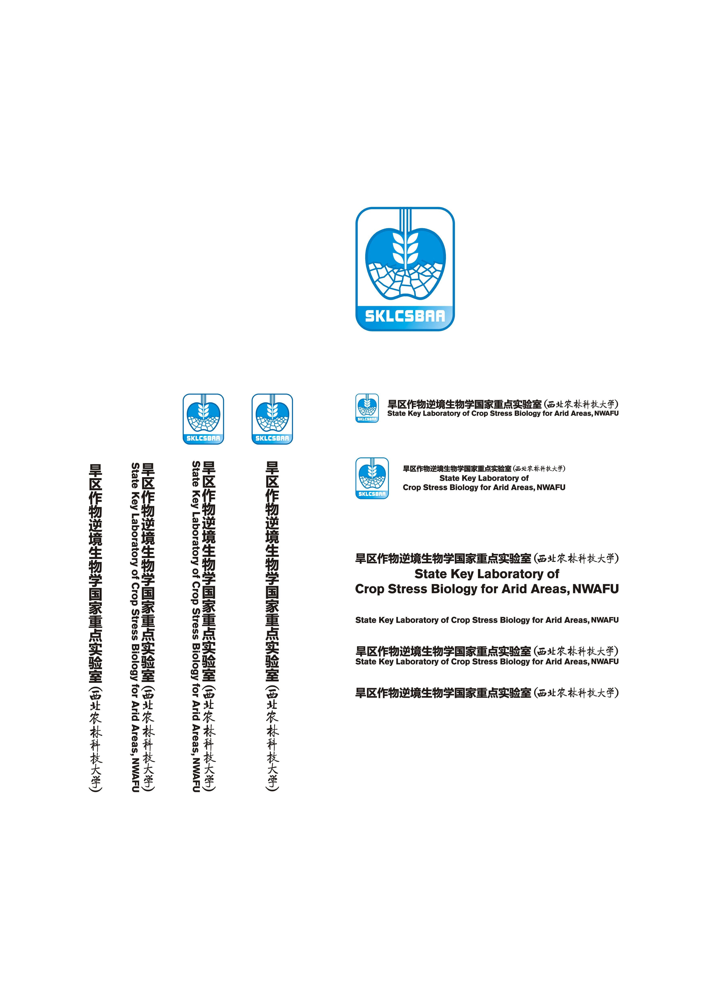 SKLCSBAA
SKLCSBAA
SKLCSBAA
SKLCSBAA
旱区作物逆境生物学国家重点实验室(西北农林科技大学)
State Key Laboratory of Crop Stress Biology for Arid Areas, NWAFU
SKLCSBAA
旱区作物逆境生物学国家重点实验室(西北农林科技大学)
State Key Laboratory of
Crop Stress Biology for Arid Areas, NWAFU
旱区作物逆境生物学国家重点实验室(西北农林科技大学)
旱区作物逆境生物学国家重点实验室(西北农林科技大学)
State Key Laboratory of Crop Stress Biology for Arid Areas, NWAFU
旱区作物逆境生物学国家重点实验室(西北农林科技大学)
State Key Laboratory of Crop Stress Biology for Arid Areas, NWAFU
旱区作物逆境生物学国家重点实验室(西北农林科技大学)
旱区作物逆境生物学国家重点实验室(西北农林科技大学)
State Key Laboratory of
Crop Stress Biology for Arid Areas, NWAFU
State Key Laboratory of Crop Stress Biology for Arid Areas, NWAFU
旱区作物逆境生物学国家重点实验室(西北农林科技大学)
State Key Laboratory of Crop Stress Biology for Arid Areas, NWAFU
旱区作物逆境生物学国家重点实验室(西北农林科技大学)